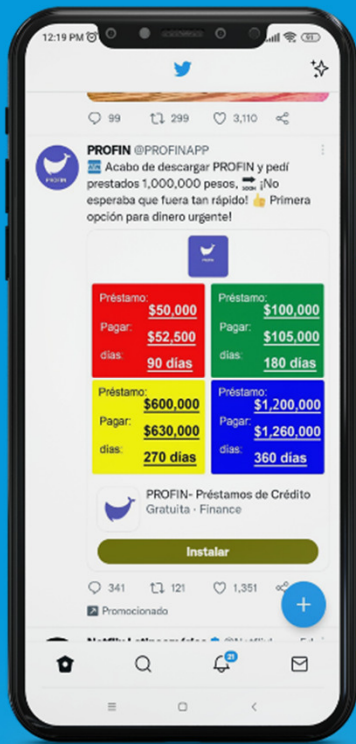 12:19 PM
91
99 299 3,110
PROFIN @PROFINAPP
Acabo de descargar PROFIN y pedí
prestados 1,000,000 pesos, SOON ¡No
esperaba que fuera tan rápido! Primera
opción para dinero urgente!
PROFIN
Préstamo:
$50,000
Pagar:
$52,500
días:
90 días
Préstamo:
$100,000
Pagar:
$105,000
días:
180 días
Préstamo:
$600,000
Pagar:
$630,000
días:
270 días
Préstamo:
$1,200,000
Pagar:
$1,260,000
días:
360 días
PROFIN- Préstamos de Crédito
Gratuita · Finance
Instalar
341 121 1,351
Promocionado
21